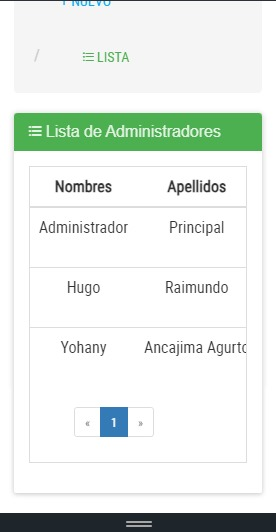 + NUEVO
/ LISTA
Lista de Administradores
Nombres Apellidos
Administrador Principal
Hugo Raimundo
Yohany Ancajima Agurto
« 1 »